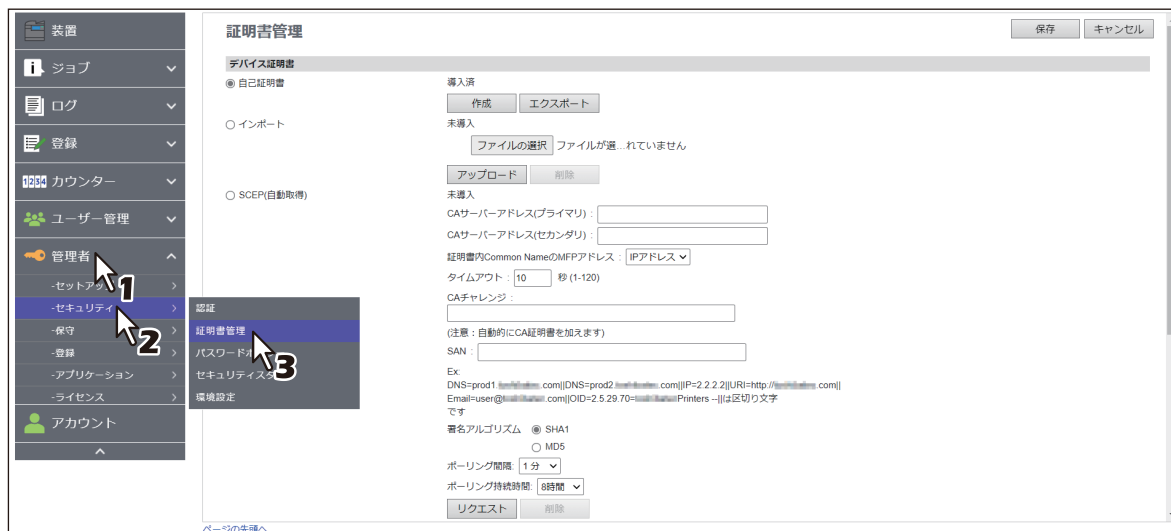 装置
ジョブ
ログ
登録
1234 カウンター
ユーザー管理
管理者
1
-セットアップ
-セキュリティ
2
-保守
-登録
-アプリケーション
-ライセンス
アカウント
認証
証明書管理
3
パスワードポ
セキュリティスタ
環境設定
証明書管理
保存 キャンセル
デバイス証明書
自己証明書 導入済
作成 エクスポート
インポート 未導入
ファイルの選択 ファイルが選...れていません
アップロード 削除
SCEP(自動取得) 未導入
CAサーバーアドレス(プライマリ) :
CAサーバーアドレス(セカンダリ) :
証明書内Common NameのMFPアドレス : IPアドレス
タイムアウト : 10 秒 (1-120)
CAチャレンジ :
(注意 : 自動的にCA証明書を加えます)
SAN :
Ex:
DNS=prod1. .com||DNS=prod2. .com||IP=2.2.2.2||URI=http:// .com||
Email=user@ .com||OID=2.5.29.70= Printers --||は区切り文字
です
署名アルゴリズム SHA1
MD5
ポーリング間隔: 1 分
ポーリング持続時間: 8時間
リクエスト 削除
ページの先頭へ